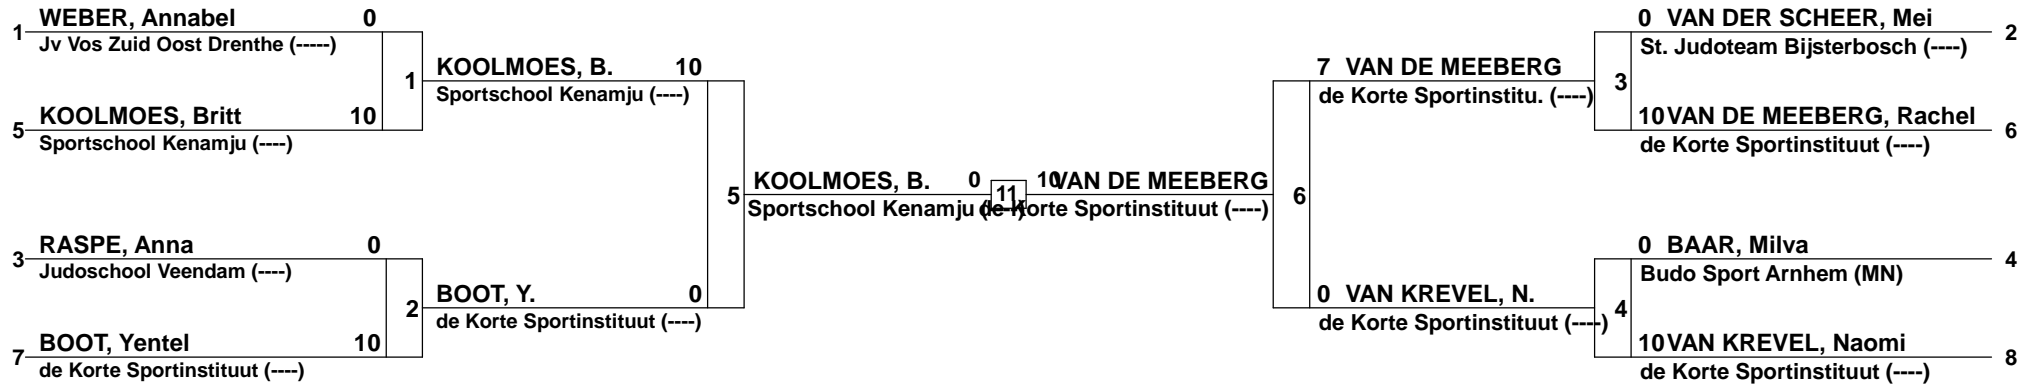 WEBER, Annabel 0
1
Jv Vos Zuid Oost Drenthe (-----)
1
KOOLMOES, Britt 10
5
Sportschool Kenamju (----)
KOOLMOES, B. 10
Sportschool Kenamju (----)
RASPE, Anna 0
3
Judoschool Veendam (----)
2
BOOT, Yentel 10
7
de Korte Sportinstituut (----)
BOOT, Y. 0
de Korte Sportinstituut (----)
5
KOOLMOES, B. 0
Sportschool Kenamju (----)
11
10 VAN DE MEEBERG
de Korte Sportinstituut (----)
6
7 VAN DE MEEBERG
de Korte Sportinstitu. (----)
0 VAN KREVEL, N.
de Korte Sportinstituut (----)
0 VAN DER SCHEER, Mei
2
St. Judoteam Bijsterbosch (----)
3
10 VAN DE MEEBERG, Rachel
6
de Korte Sportinstituut (----)
0 BAAR, Milva
4
Budo Sport Arnhem (MN)
4
10 VAN KREVEL, Naomi
8
de Korte Sportinstituut (----)